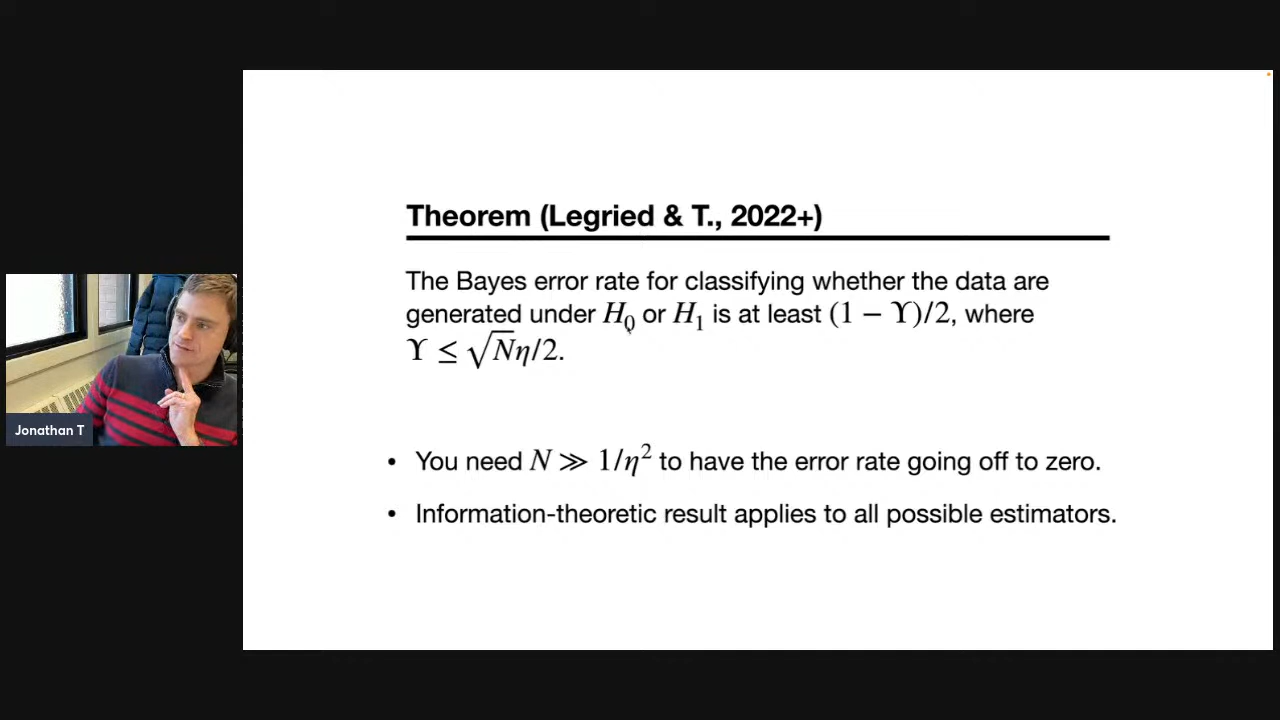 Theorem (Legried & T., 2022+)
The Bayes error rate for classifying whether the data are
generated under H₀ or H₁ is at least (1 − ϒ)/2, where
ϒ ≤ √Nη/2.
• You need N ≫ 1/η² to have the error rate going off to zero.
• Information-theoretic result applies to all possible estimators.
Jonathan T